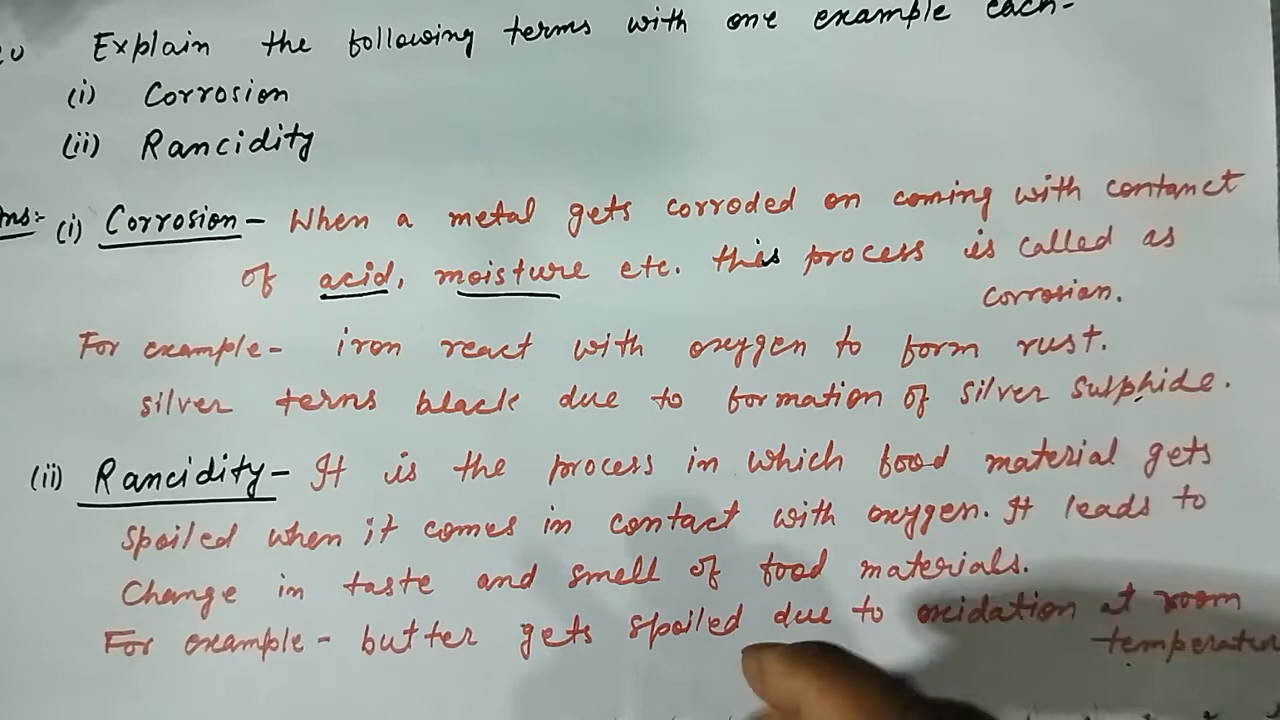 Explain the following terms with one example each-
(i) Corrosion
(ii) Rancidity
Ans:- (i) Corrosion - When a metal gets corroded on coming with contanct
of acid, moisture etc. this process is called as
corrosion.
For example - iron react with oxygen to form rust.
silver terns black due to formation of silver sulphide.
(ii) Rancidity - It is the process in which food material gets
spoiled when it comes in contact with oxygen. It leads to
Change in taste and smell of food materials.
For example - butter gets spoiled due to oxidation at room
temperatur